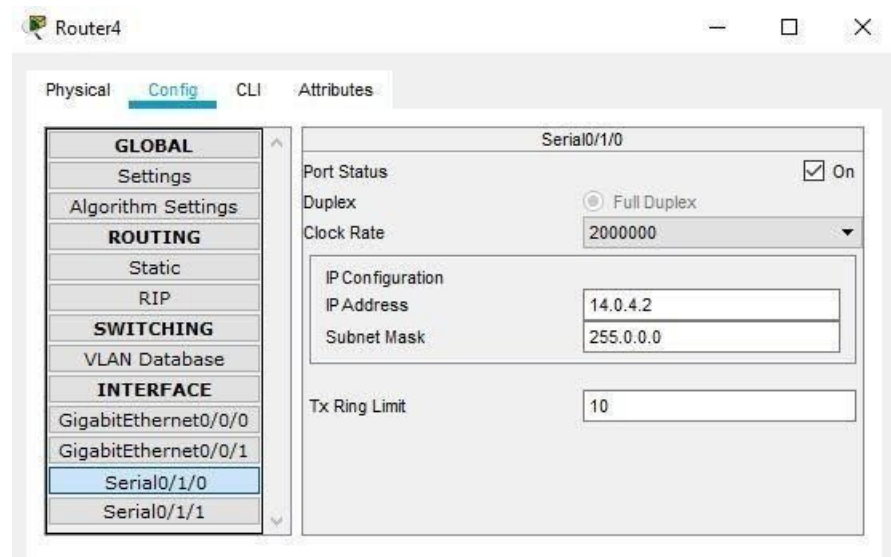 Router4
Physical Config CLI Attributes
GLOBAL
Settings
Algorithm Settings
ROUTING
Static
RIP
SWITCHING
VLAN Database
INTERFACE
GigabitEthernet0/0/0
GigabitEthernet0/0/1
Serial0/1/0
Serial0/1/1
Serial0/1/0
Port Status On
Duplex Full Duplex
Clock Rate 2000000
IP Configuration
IP Address 14.0.4.2
Subnet Mask 255.0.0.0
Tx Ring Limit 10